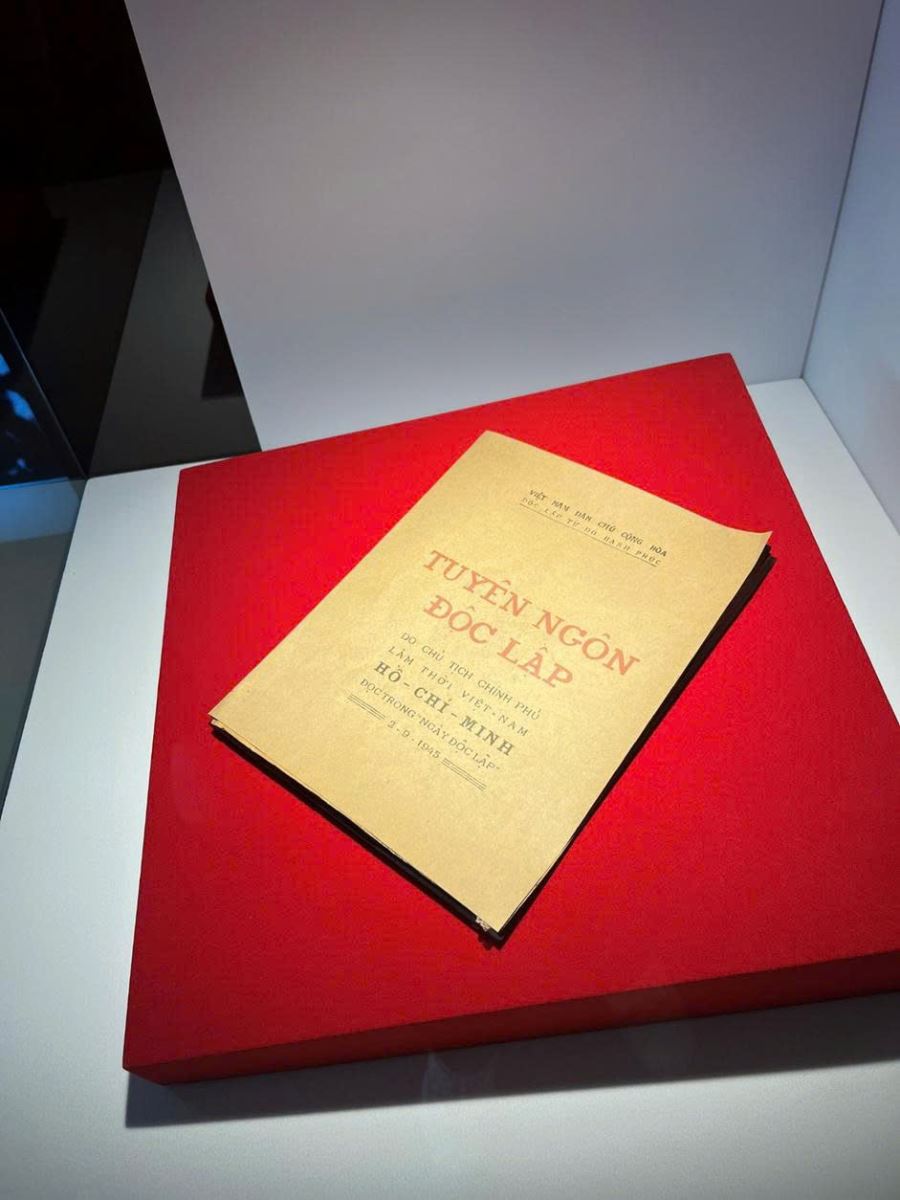 VIỆT NAM DÂN CHỦ CỘNG HÒA
ĐỘC LẬP TỰ DO HẠNH PHÚC
TUYÊN NGÔN
ĐỘC LẬP
DO CHỦ TỊCH CHÍNH PHỦ
LÂM THỜI VIỆT-NAM
HỒ-CHÍ-MINH
ĐỌC TRONG "NGÀY ĐỘC LẬP"
2-9-1945